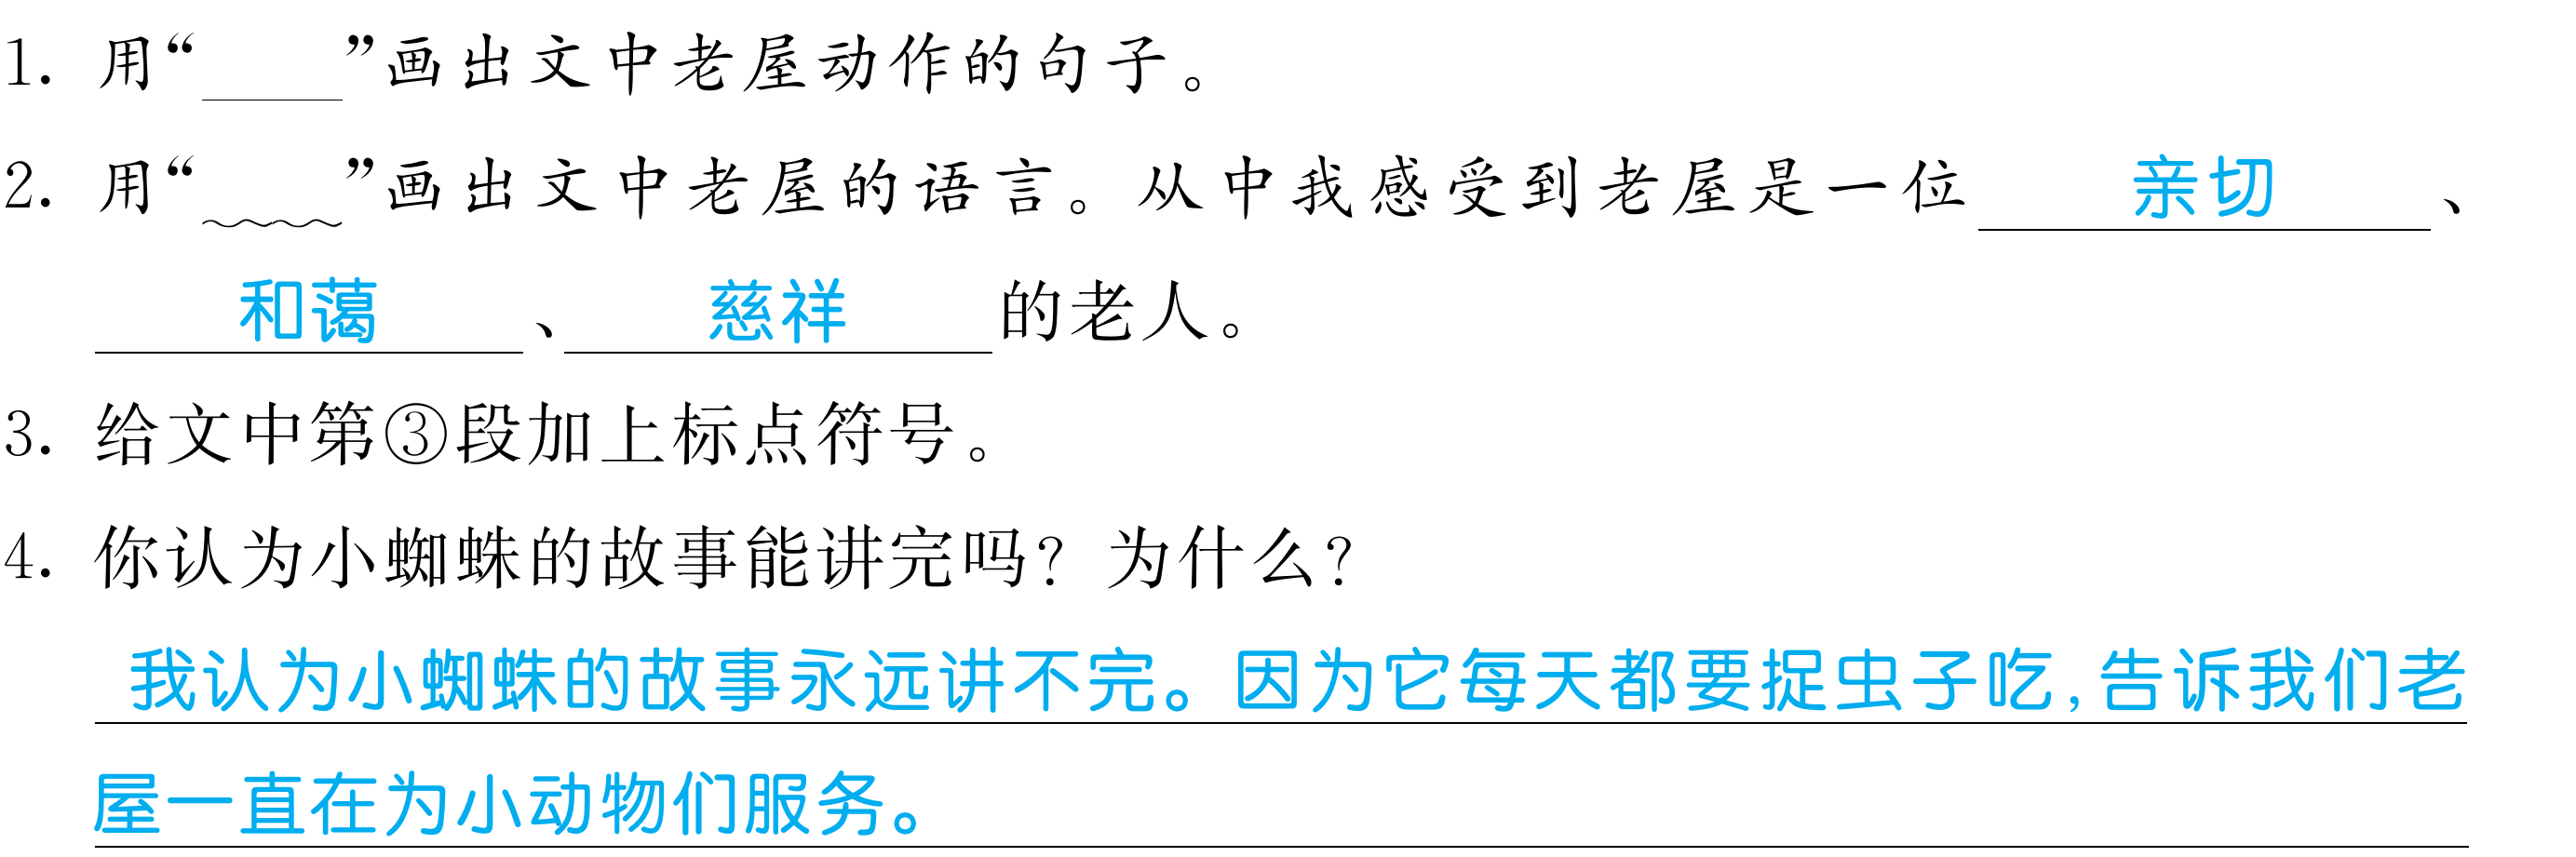 1. 用“____”画出文中老屋动作的句子。
2. 用“____”画出文中老屋的语言。从中我感受到老屋是一位 亲切 、
和蔼 、 慈祥 的老人。
3. 给文中第③段加上标点符号。
4. 你认为小蜘蛛的故事能讲完吗？为什么？
我认为小蜘蛛的故事永远讲不完。因为它每天都要捉虫子吃,告诉我们老
屋一直在为小动物们服务。